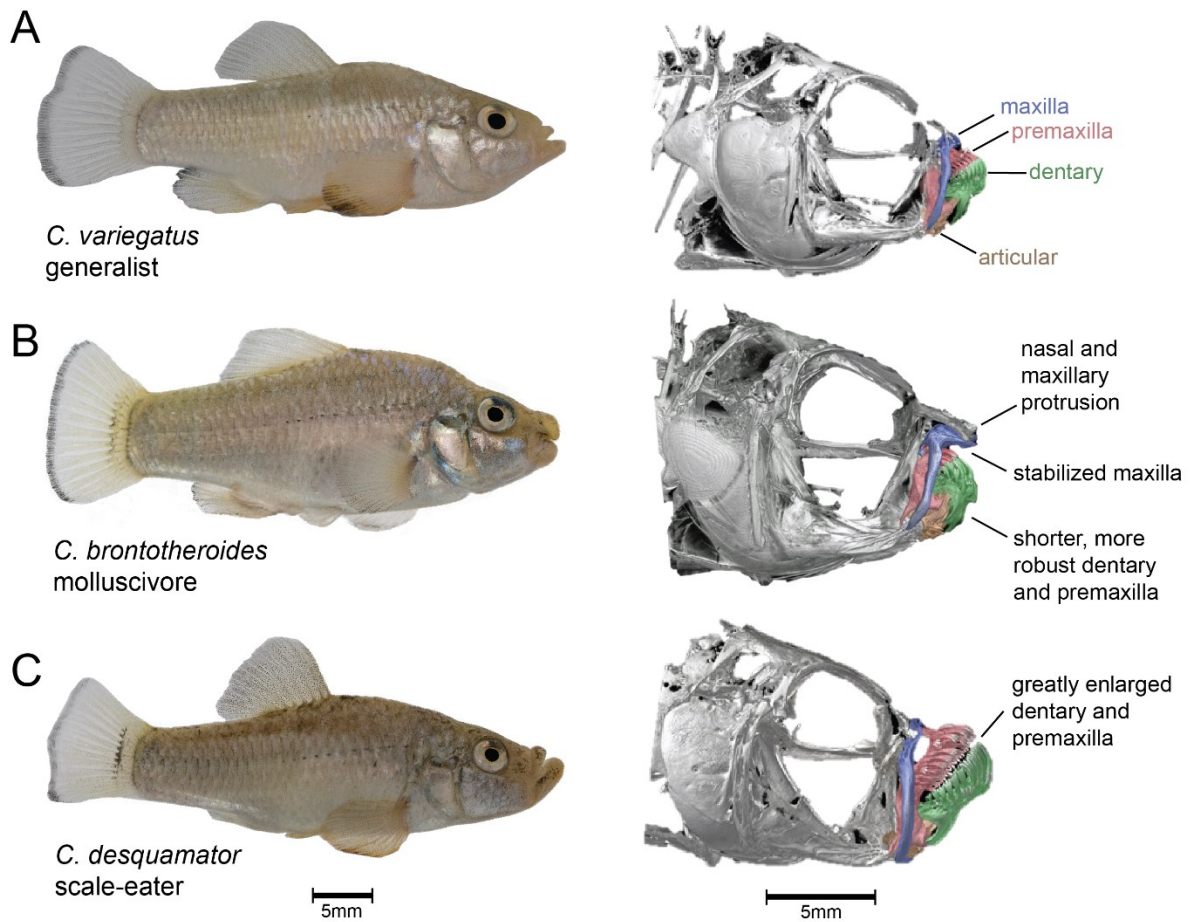 A
C. variegatus
generalist
maxilla
premaxilla
dentary
articular
B
C. brontotheroides
molluscivore
nasal and
maxillary
protrusion
stabilized maxilla
shorter, more
robust dentary
and premaxilla
C
C. desquamator
scale-eater
5mm
greatly enlarged
dentary and
premaxilla
5mm